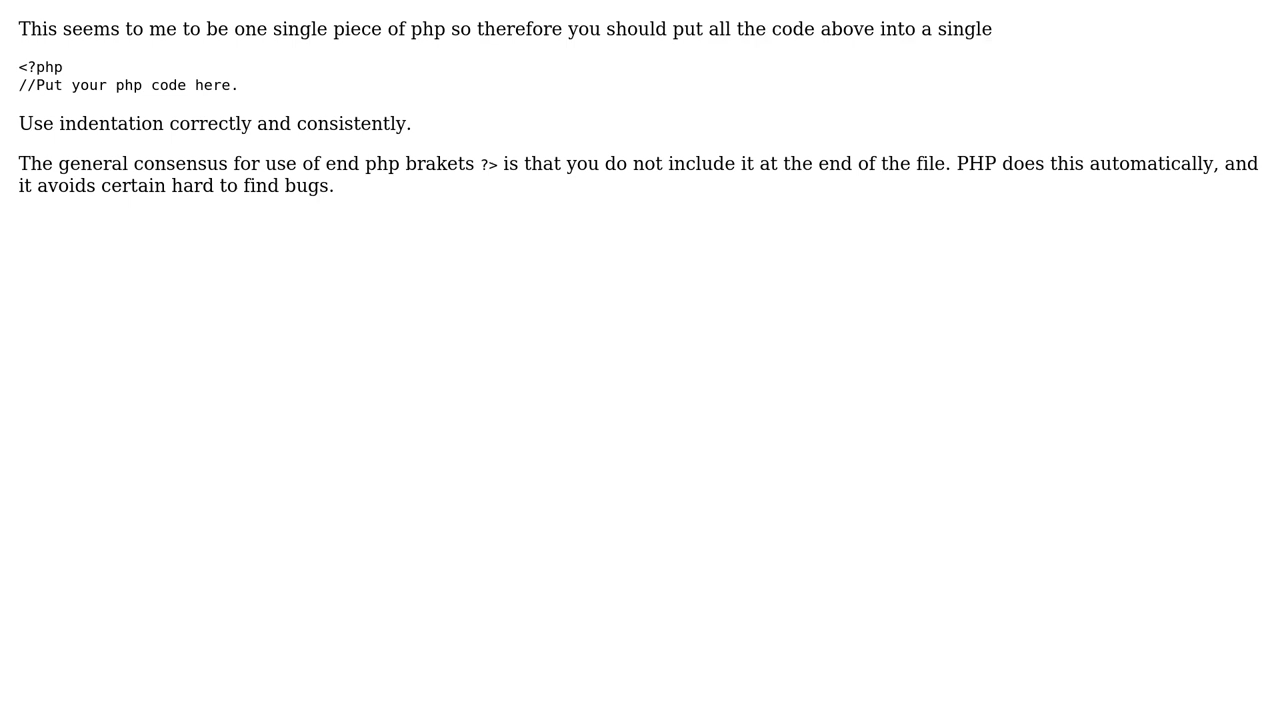 This seems to me to be one single piece of php so therefore you should put all the code above into a single
<?php
//Put your php code here.
Use indentation correctly and consistently.
The general consensus for use of end php brakets ?> is that you do not include it at the end of the file. PHP does this automatically, and
it avoids certain hard to find bugs.